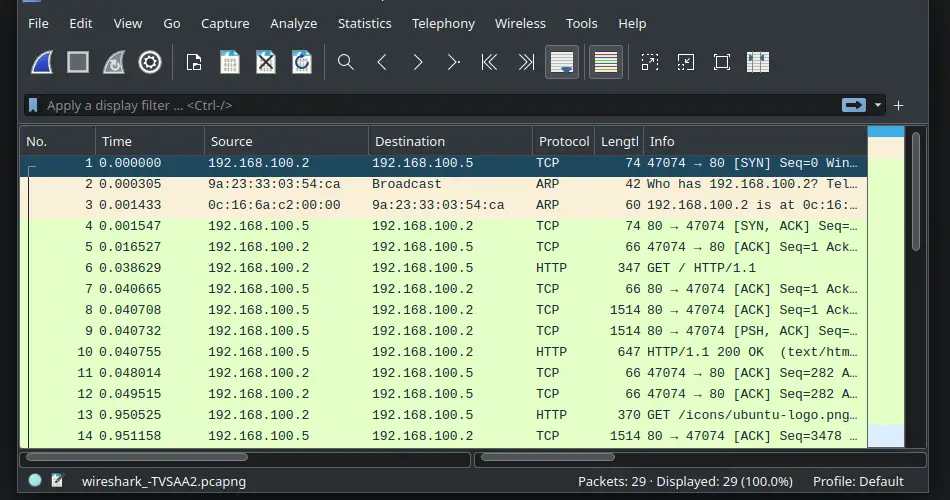 File Edit View Go Capture Analyze Statistics Telephony Wireless Tools Help
Apply a display filter … <Ctrl-/>
No. Time Source Destination Protocol Lengtl Info
1 0.000000 192.168.100.2 192.168.100.5 TCP 74 47074 → 80 [SYN] Seq=0 Win…
2 0.000305 9a:23:33:03:54:ca Broadcast ARP 42 Who has 192.168.100.2? Tel…
3 0.001433 0c:16:6a:c2:00:00 9a:23:33:03:54:ca ARP 60 192.168.100.2 is at 0c:16:…
4 0.001547 192.168.100.5 192.168.100.2 TCP 74 80 → 47074 [SYN, ACK] Seq=…
5 0.016527 192.168.100.2 192.168.100.5 TCP 66 47074 → 80 [ACK] Seq=1 Ack…
6 0.038629 192.168.100.2 192.168.100.5 HTTP 347 GET / HTTP/1.1
7 0.040665 192.168.100.5 192.168.100.2 TCP 66 80 → 47074 [ACK] Seq=1 Ack…
8 0.040708 192.168.100.5 192.168.100.2 TCP 1514 80 → 47074 [ACK] Seq=1 Ack…
9 0.040732 192.168.100.5 192.168.100.2 TCP 1514 80 → 47074 [PSH, ACK] Seq=…
10 0.040755 192.168.100.5 192.168.100.2 HTTP 647 HTTP/1.1 200 OK (text/htm…
11 0.048014 192.168.100.2 192.168.100.5 TCP 66 47074 → 80 [ACK] Seq=282 A…
12 0.049515 192.168.100.2 192.168.100.5 TCP 66 47074 → 80 [ACK] Seq=282 A…
13 0.950525 192.168.100.2 192.168.100.5 HTTP 370 GET /icons/ubuntu-logo.png…
14 0.951158 192.168.100.5 192.168.100.2 TCP 1514 80 → 47074 [ACK] Seq=3478 …
wireshark_-TVSAA2.pcapng Packets: 29 · Displayed: 29 (100.0%) Profile: Default